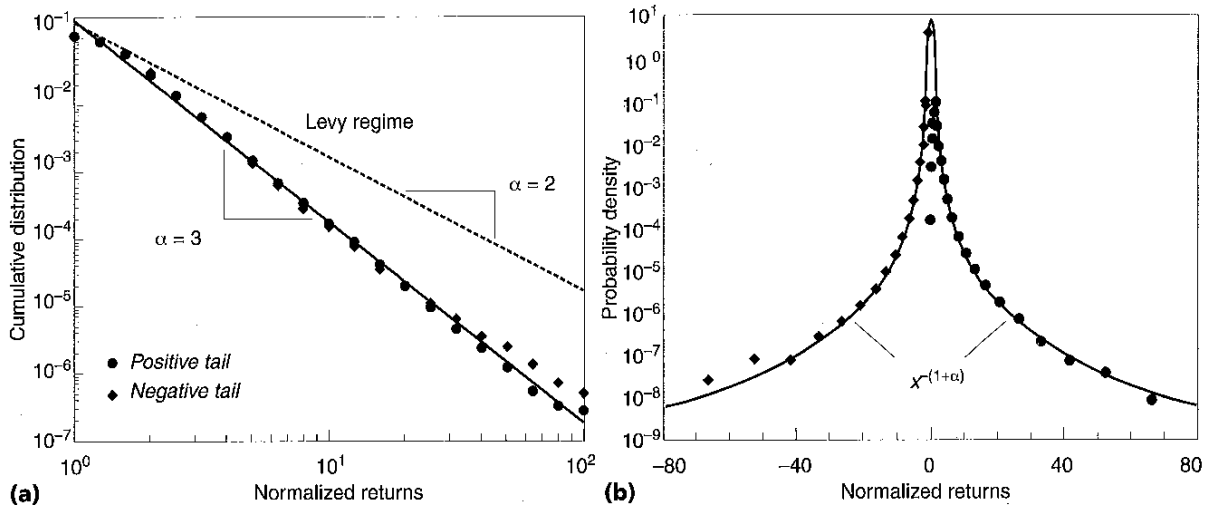 10^-1
10^-2
10^-3
10^-4
10^-5
10^-6
10^-7
Cumulative distribution
Levy regime
α = 2
α = 3
Positive tail
Negative tail
10^0
10^1
10^2
(a)
Normalized returns
10^1
10^0
10^-1
10^-2
10^-3
10^-4
10^-5
10^-6
10^-7
10^-8
10^-9
Probability density
x^-(1+α)
−80
−40
0
40
80
(b)
Normalized returns